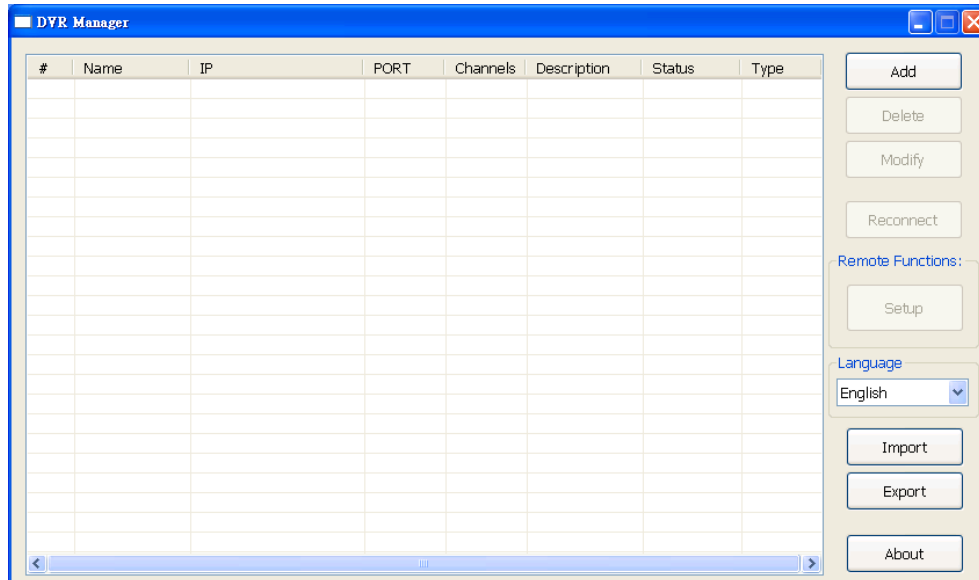 DVR Manager
# Name IP PORT Channels Description Status Type
Add
Delete
Modify
Reconnect
Remote Functions:
Setup
Language
English
Import
Export
About